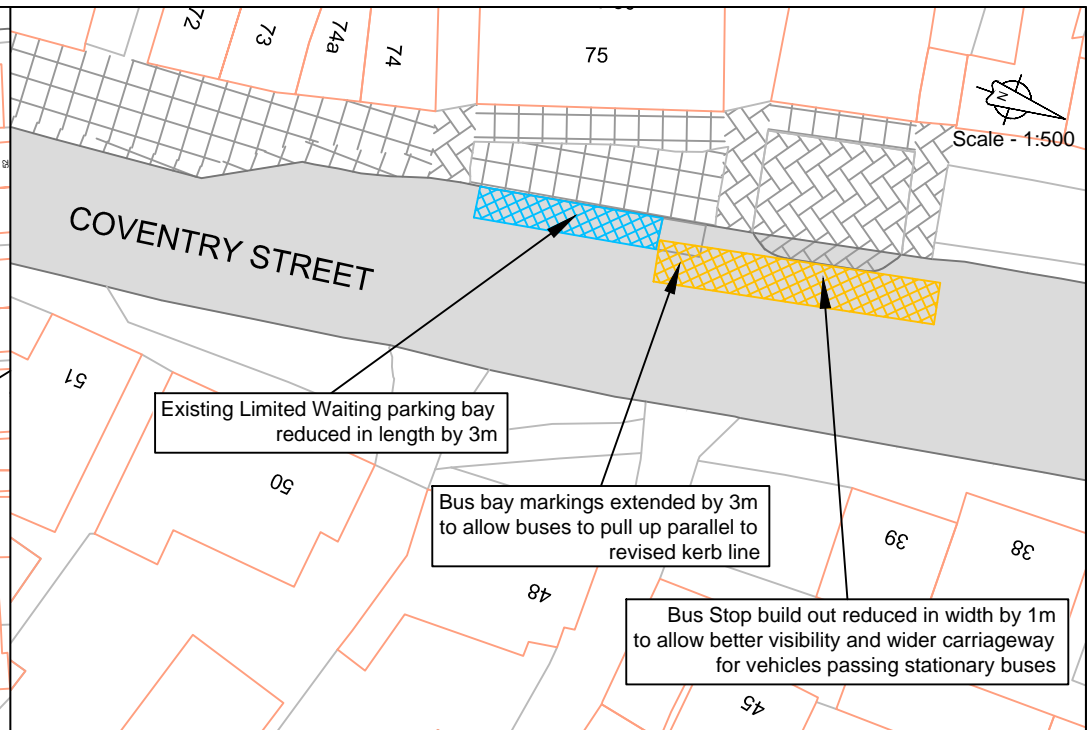 72
73
74a
74
75
N
Scale - 1:500
COVENTRY STREET
51
50
Existing Limited Waiting parking bay
reduced in length by 3m
Bus bay markings extended by 3m
to allow buses to pull up parallel to
revised kerb line
39
38
48
Bus Stop build out reduced in width by 1m
to allow better visibility and wider carriageway
for vehicles passing stationary buses
45